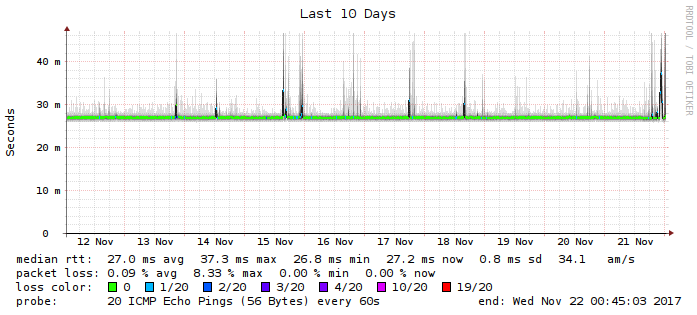 Last 10 Days
RRDTOOL / TOBI OETIKER
Seconds
40 m
30 m
20 m
10 m
0
12 Nov 13 Nov 14 Nov 15 Nov 16 Nov 17 Nov 18 Nov 19 Nov 20 Nov 21 Nov
median rtt: 27.0 ms avg 37.3 ms max 26.8 ms min 27.2 ms now 0.8 ms sd 34.1 am/s
packet loss: 0.09 % avg 8.33 % max 0.00 % min 0.00 % now
loss color: 0 1/20 2/20 3/20 4/20 10/20 19/20
probe: 20 ICMP Echo Pings (56 Bytes) every 60s end: Wed Nov 22 00:45:03 2017